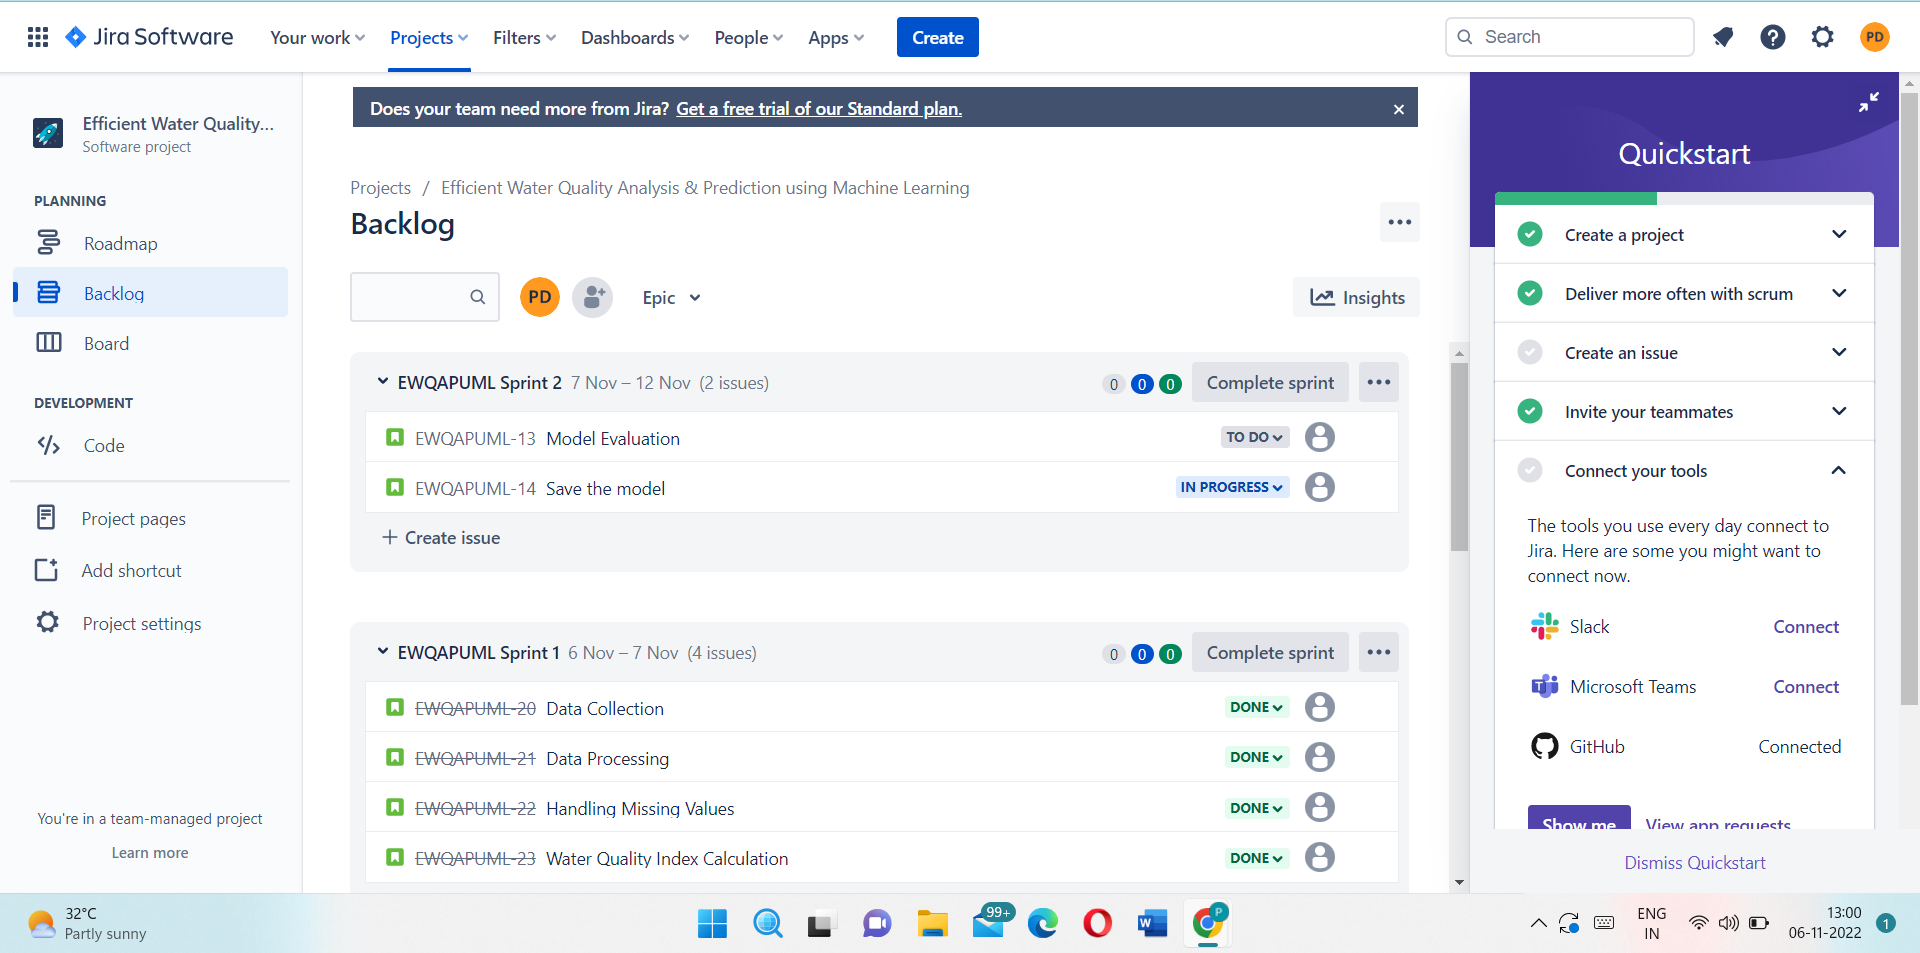 Jira Software
Your work
Projects
Filters
Dashboards
People
Apps
Create
Search
PD
Efficient Water Quality...
Software project
PLANNING
Roadmap
Backlog
Board
DEVELOPMENT
Code
Project pages
Add shortcut
Project settings
You're in a team-managed project
Learn more
Does your team need more from Jira? Get a free trial of our Standard plan.
Projects / Efficient Water Quality Analysis & Prediction using Machine Learning
Backlog
PD
Epic
Insights
EWQAPUML Sprint 2 7 Nov – 12 Nov (2 issues)
0 0 0 Complete sprint
EWQAPUML-13 Model Evaluation TO DO
EWQAPUML-14 Save the model IN PROGRESS
+ Create issue
EWQAPUML Sprint 1 6 Nov – 7 Nov (4 issues)
0 0 0 Complete sprint
EWQAPUML-20 Data Collection DONE
EWQAPUML-21 Data Processing DONE
EWQAPUML-22 Handling Missing Values DONE
EWQAPUML-23 Water Quality Index Calculation DONE
Quickstart
Create a project
Deliver more often with scrum
Create an issue
Invite your teammates
Connect your tools
The tools you use every day connect to
Jira. Here are some you might want to
connect now.
Slack Connect
Microsoft Teams Connect
GitHub Connected
Show me View app requests
Dismiss Quickstart
32°C
Partly sunny
99+
P
ENG
IN
13:00
06-11-2022
1